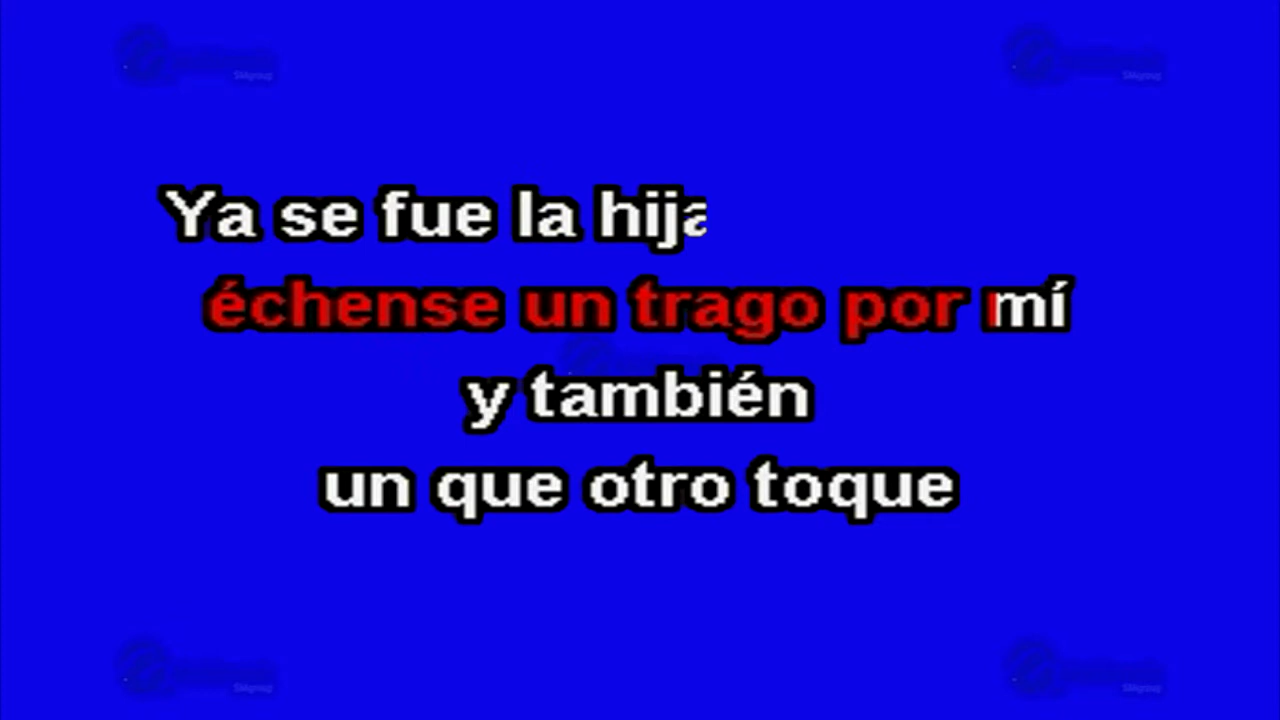 Ya se fue la hija
échense un trago por mí
y también
un que otro toque